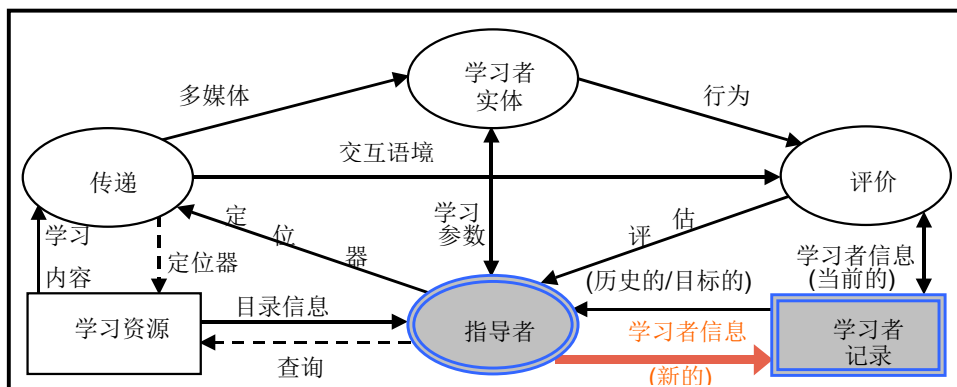 学习者
实体
多媒体
行为
交互语境
传递
评价
定位器
学习
参数
评估
学习
内容
定位器
学习者信息
(当前的)
(历史的/目标的)
目录信息
学习资源
指导者
学习者信息
学习者
记录
查询
(新的)